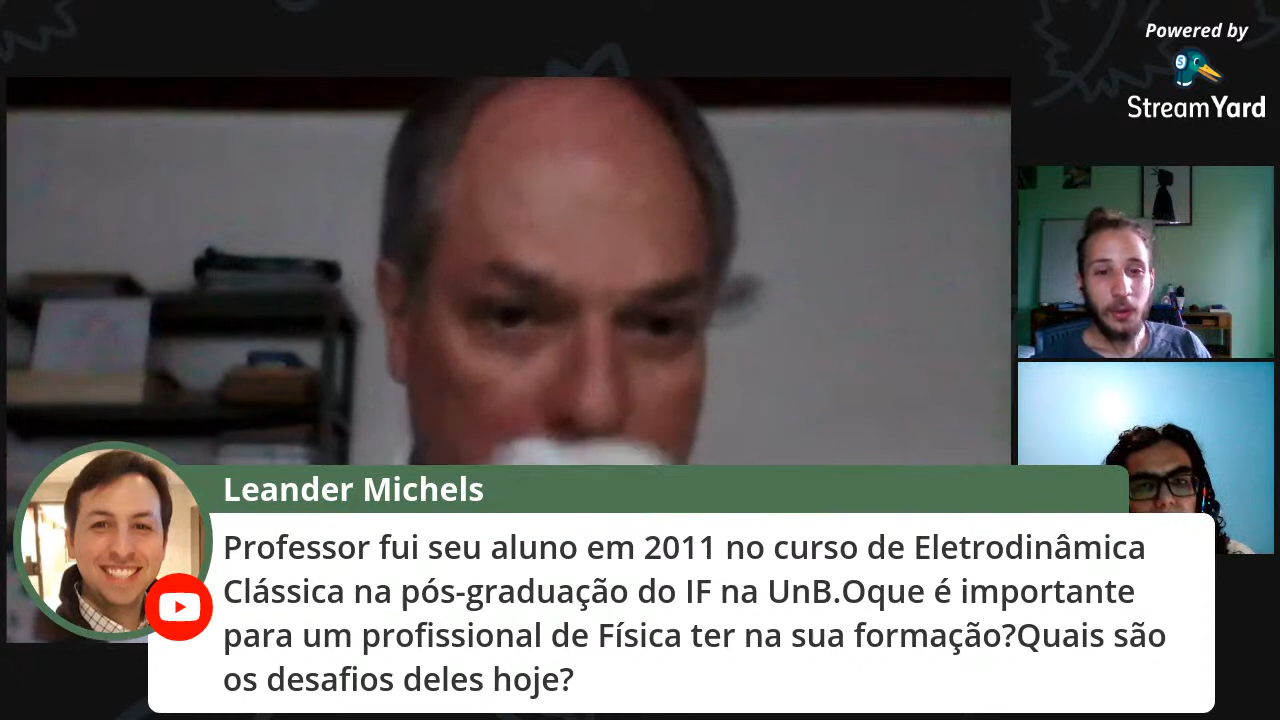 Powered by
StreamYard
Leander Michels
Professor fui seu aluno em 2011 no curso de Eletrodinâmica
Clássica na pós-graduação do IF na UnB.Oque é importante
para um profissional de Física ter na sua formação?Quais são
os desafios deles hoje?